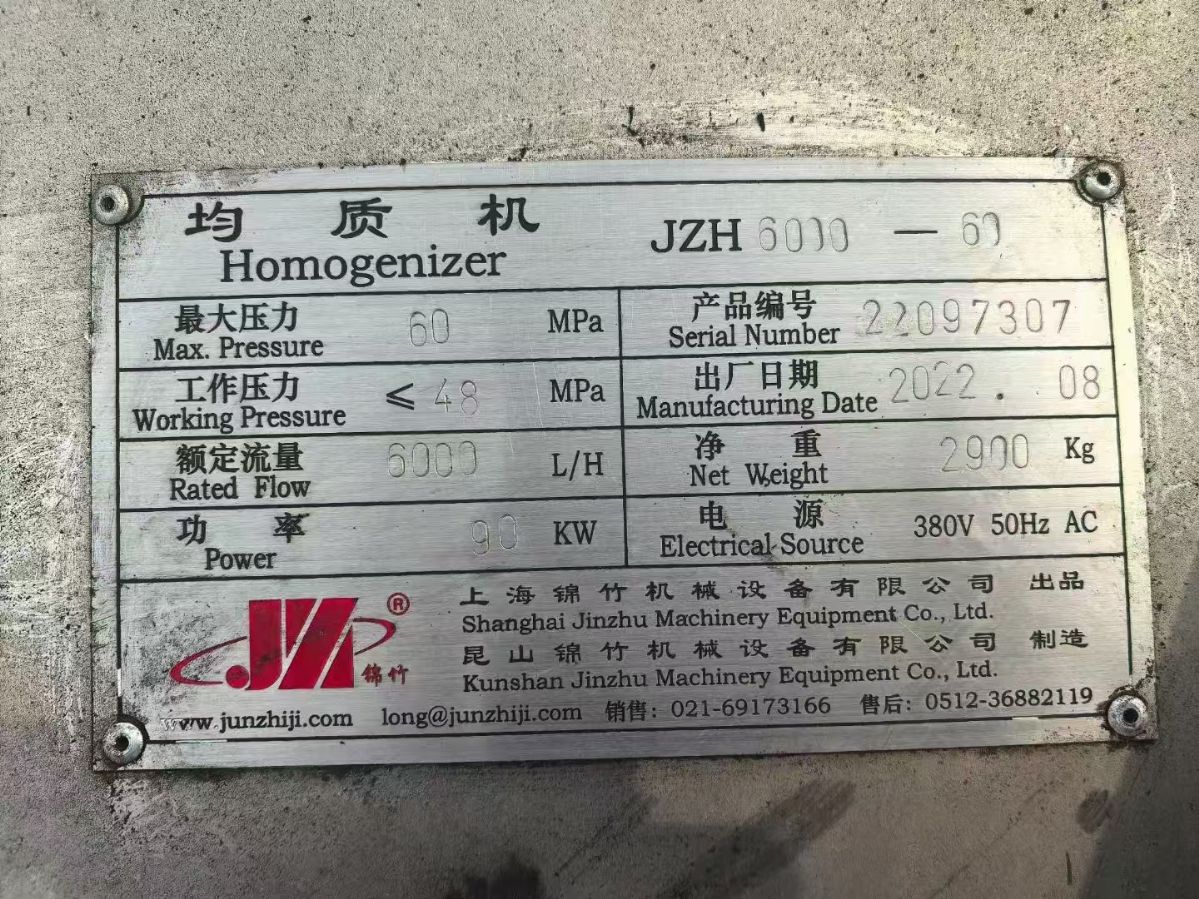 均质机 JZH 6000 — 60
Homogenizer
最大压力 60 MPa 产品编号 22097307
Max. Pressure Serial Number
工作压力 ≤ 48 MPa 出厂日期 2022. 08
Working Pressure Manufacturing Date
额定流量 6000 L/H 净重 2900 Kg
Rated Flow Net Weight
功率 90 KW 电源 380V 50Hz AC
Power Electrical Source
JZ® 锦竹
上海锦竹机械设备有限公司 出品
Shanghai Jinzhu Machinery Equipment Co., Ltd.
昆山锦竹机械设备有限公司 制造
Kunshan Jinzhu Machinery Equipment Co., Ltd.
www.junzhiji.com long@junzhiji.com 销售: 021-69173166 售后: 0512-36882119